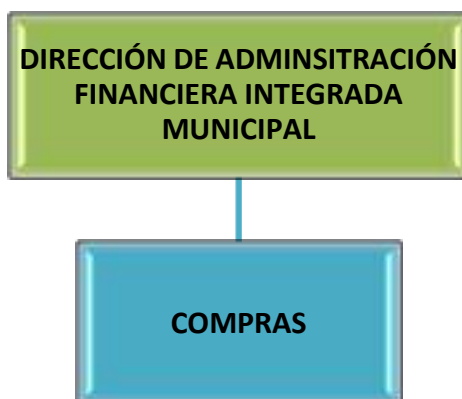 DIRECCIÓN DE ADMINSITRACIÓN
FINANCIERA INTEGRADA
MUNICIPAL
COMPRAS